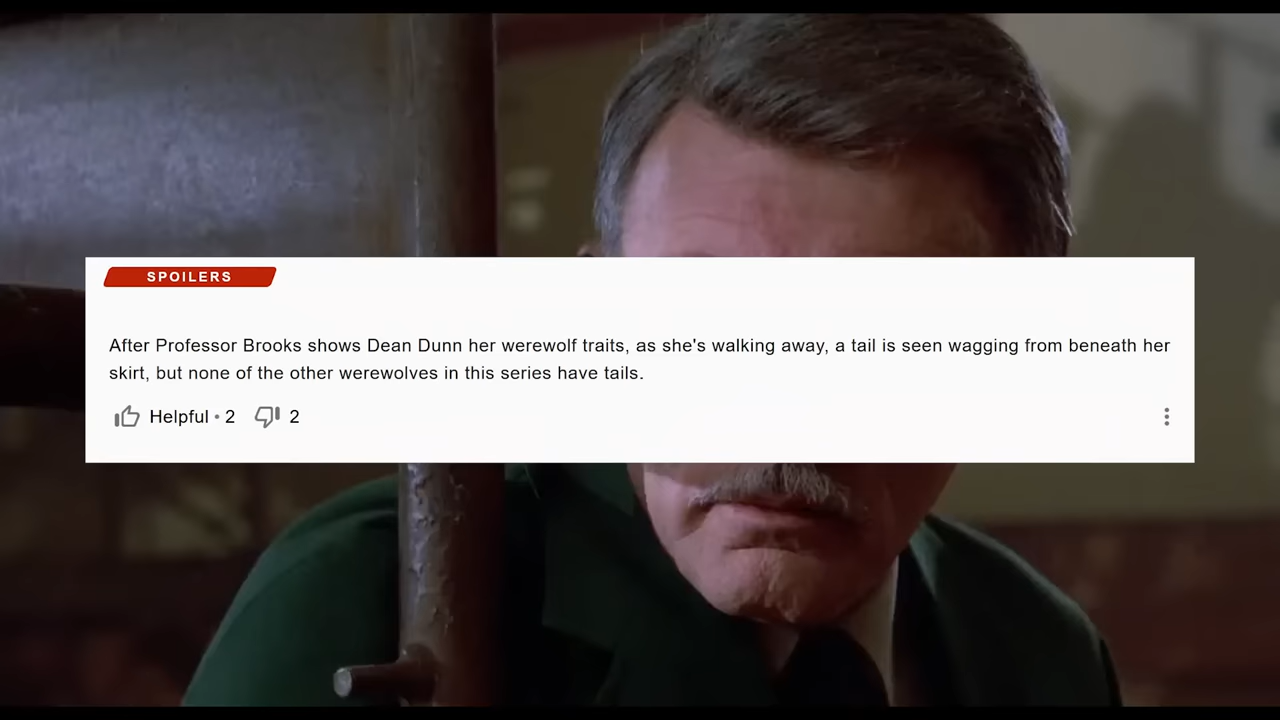 SPOILERS
After Professor Brooks shows Dean Dunn her werewolf traits, as she's walking away, a tail is seen wagging from beneath her
skirt, but none of the other werewolves in this series have tails.
Helpful • 2 2